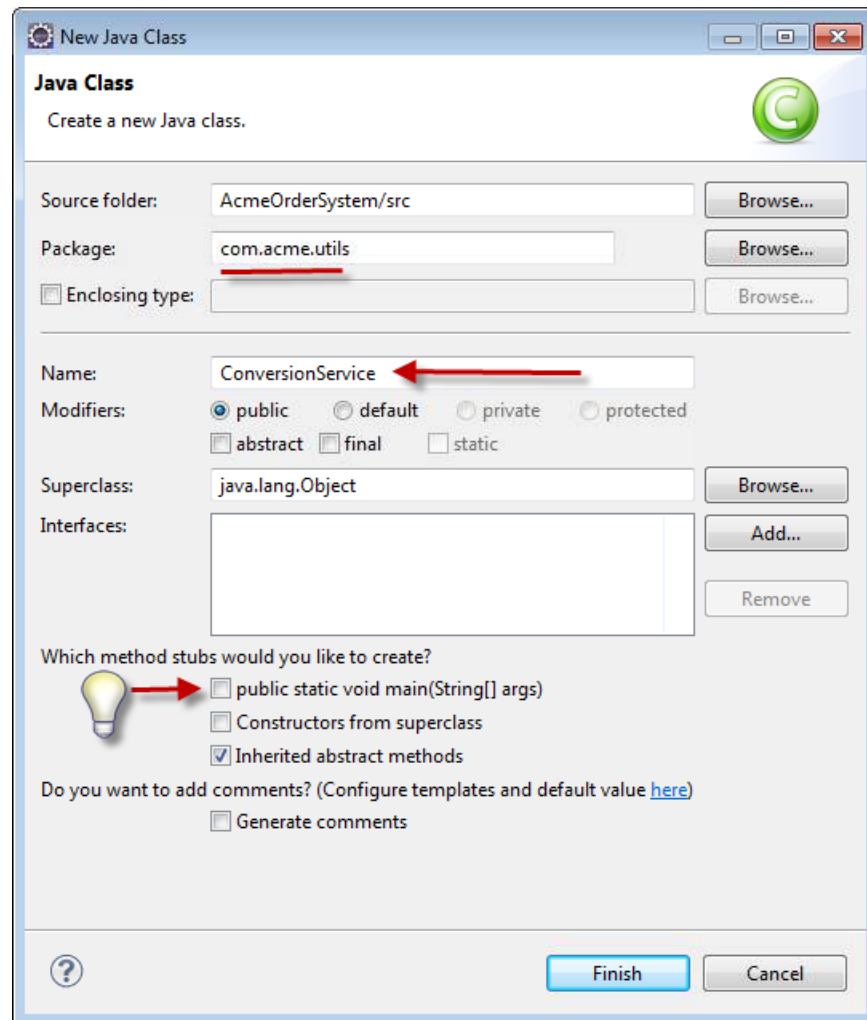 New Java Class
Java Class
Create a new Java class.
C
Source folder: AcmeOrderSystem/src Browse...
Package: com.acme.utils Browse...
Enclosing type: Browse...
Name: ConversionService
Modifiers: public default private protected
abstract final static
Superclass: java.lang.Object Browse...
Interfaces: Add...
Remove
Which method stubs would you like to create?
public static void main(String[] args)
Constructors from superclass
Inherited abstract methods
Do you want to add comments? (Configure templates and default value here)
Generate comments
? Finish Cancel